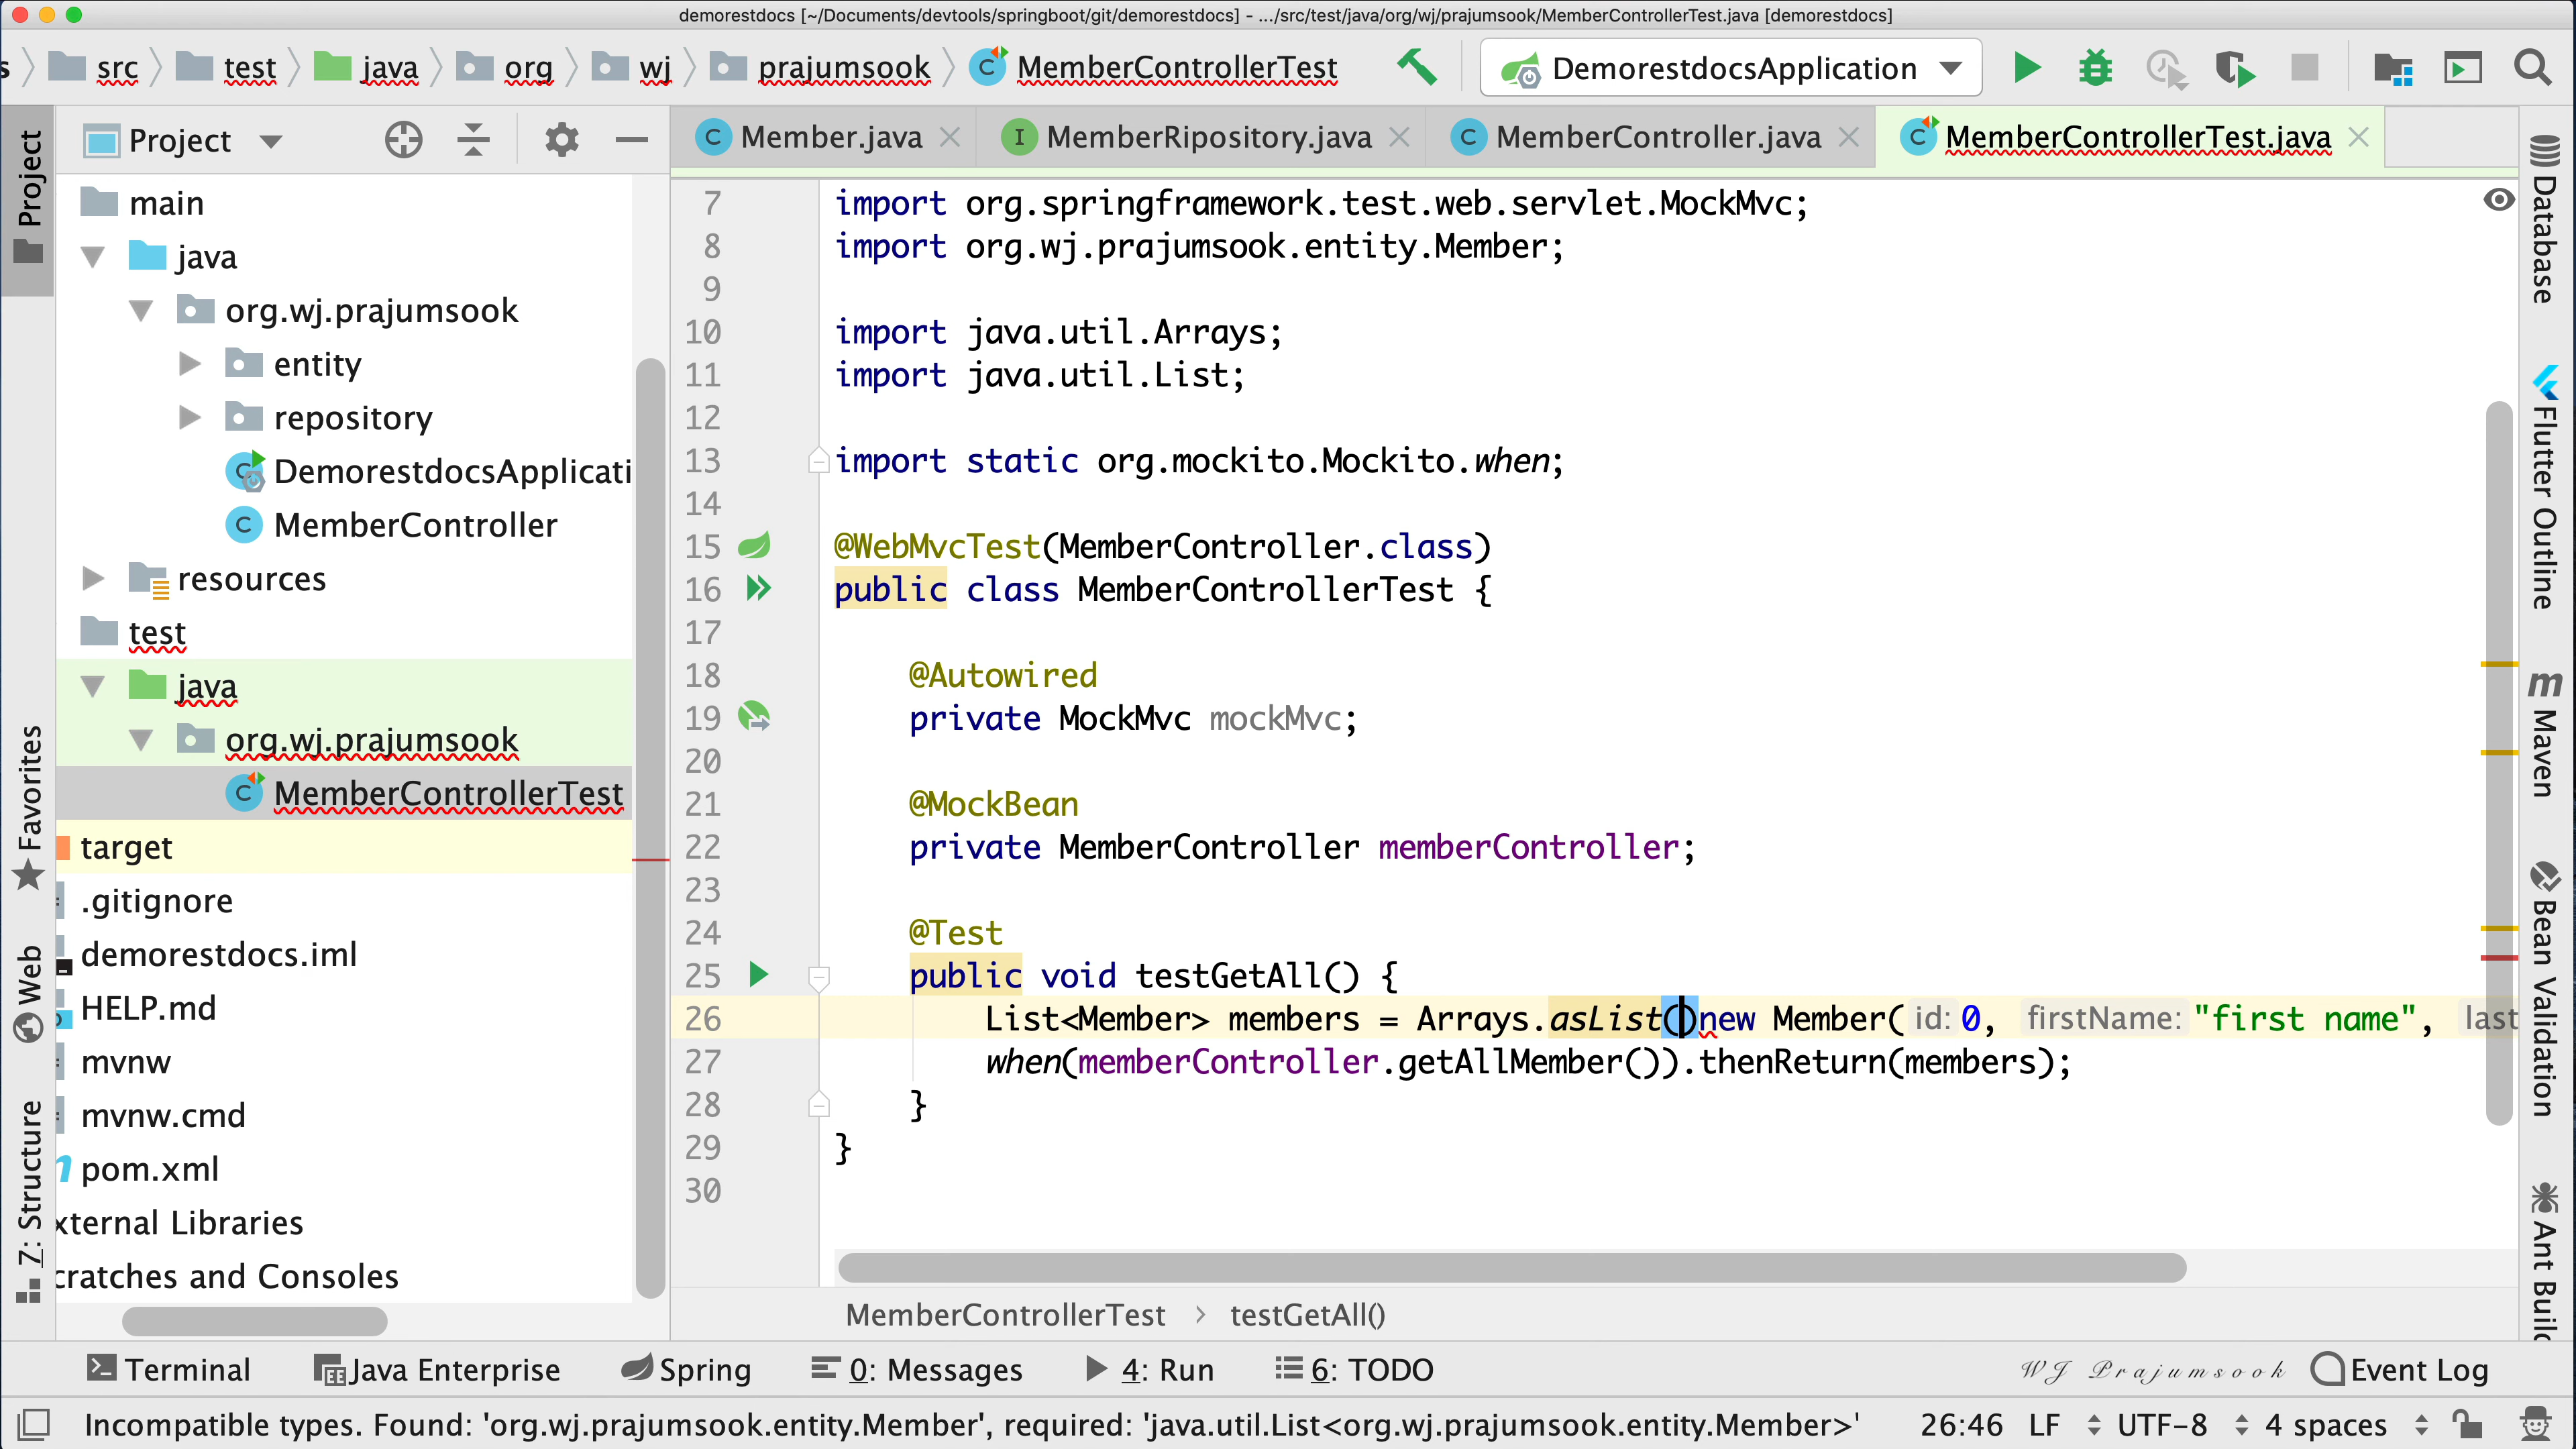 demorestdocs [~/Documents/devtools/springboot/git/demorestdocs] - .../src/test/java/org/wj/prajumsook/MemberControllerTest.java [demorestdocs]
s src test java org wj prajumsook MemberControllerTest DemorestdocsApplication
Project
Member.java MemberRipository.java MemberController.java MemberControllerTest.java
main
java
org.wj.prajumsook
entity
repository
DemorestdocsApplicati
MemberController
resources
test
java
org.wj.prajumsook
MemberControllerTest
target
.gitignore
demorestdocs.iml
HELP.md
mvnw
mvnw.cmd
pom.xml
xternal Libraries
cratches and Consoles
Project
Favorites
Web
7: Structure
7 import org.springframework.test.web.servlet.MockMvc;
8 import org.wj.prajumsook.entity.Member;
9
10 import java.util.Arrays;
11 import java.util.List;
12
13 import static org.mockito.Mockito.when;
14
15 @WebMvcTest(MemberController.class)
16 public class MemberControllerTest {
17
18 @Autowired
19 private MockMvc mockMvc;
20
21 @MockBean
22 private MemberController memberController;
23
24 @Test
25 public void testGetAll() {
26 List<Member> members = Arrays.asList()new Member( id: 0, firstName: "first name", last
27 when(memberController.getAllMember()).thenReturn(members);
28 }
29 }
30
MemberControllerTest > testGetAll()
Database
Flutter Outline
Maven
Bean Validation
Ant Build
Terminal Java Enterprise Spring 0: Messages 4: Run 6: TODO WJ Prajumsook Event Log
Incompatible types. Found: 'org.wj.prajumsook.entity.Member', required: 'java.util.List<org.wj.prajumsook.entity.Member>' 26:46 LF UTF-8 4 spaces